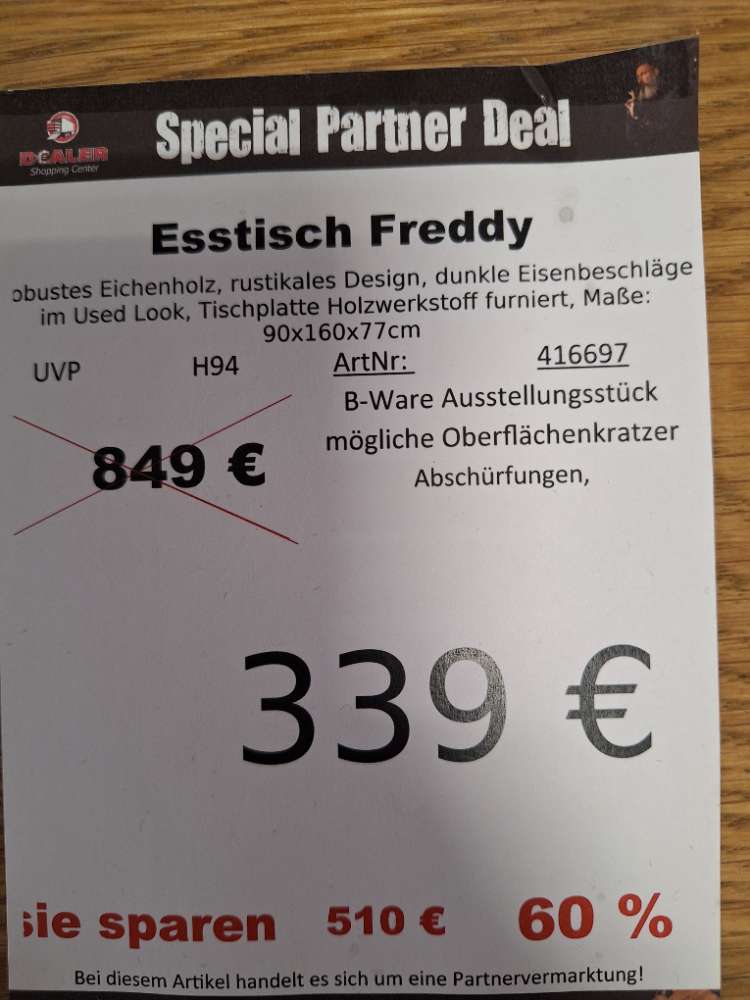 DEALER
Shopping Center
Special Partner Deal
Esstisch Freddy
obustes Eichenholz, rustikales Design, dunkle Eisenbeschläge
im Used Look, Tischplatte Holzwerkstoff furniert, Maße:
90x160x77cm
UVP H94 ArtNr: 416697
B-Ware Ausstellungsstück
849 € mögliche Oberflächenkratzer
Abschürfungen,
339 €
sie sparen 510 € 60 %
Bei diesem Artikel handelt es sich um eine Partnervermarktung!